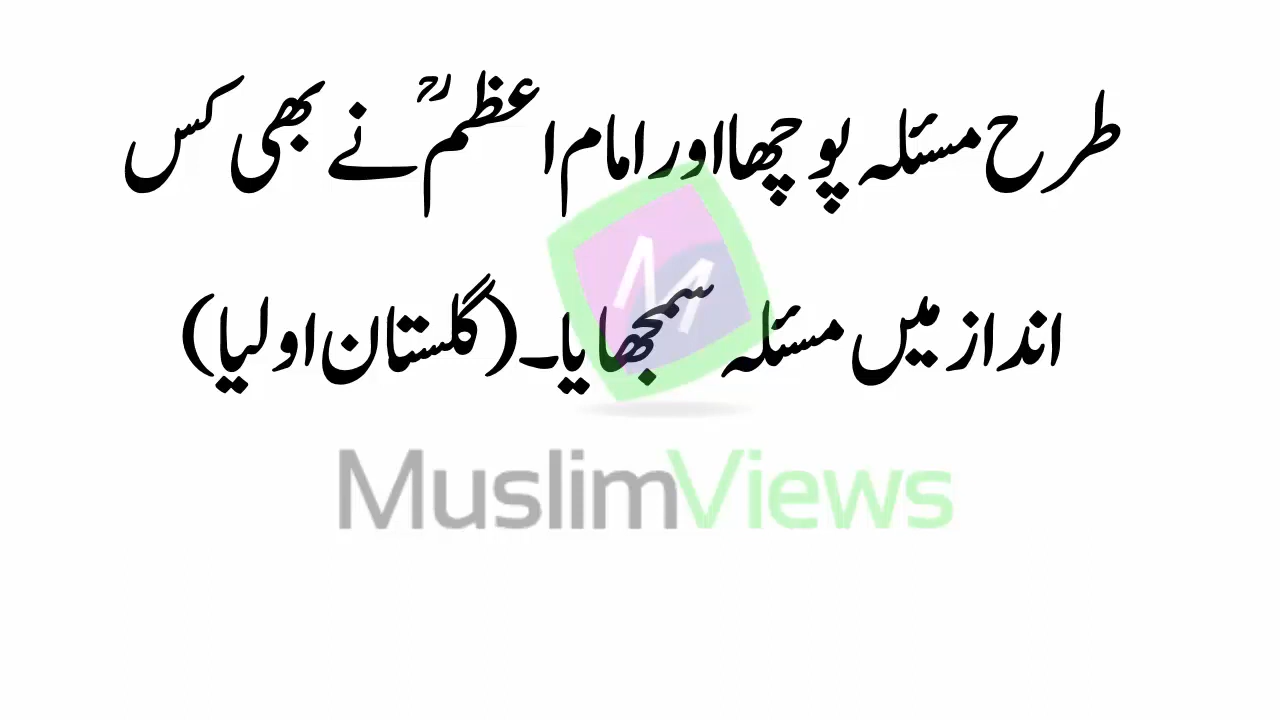 طرح مسئلہ پوچھا اور امام اعظمؒ نے بھی کس
انداز میں مسئلہ سمجھایا۔ (گلستان اولیا)
MuslimViews